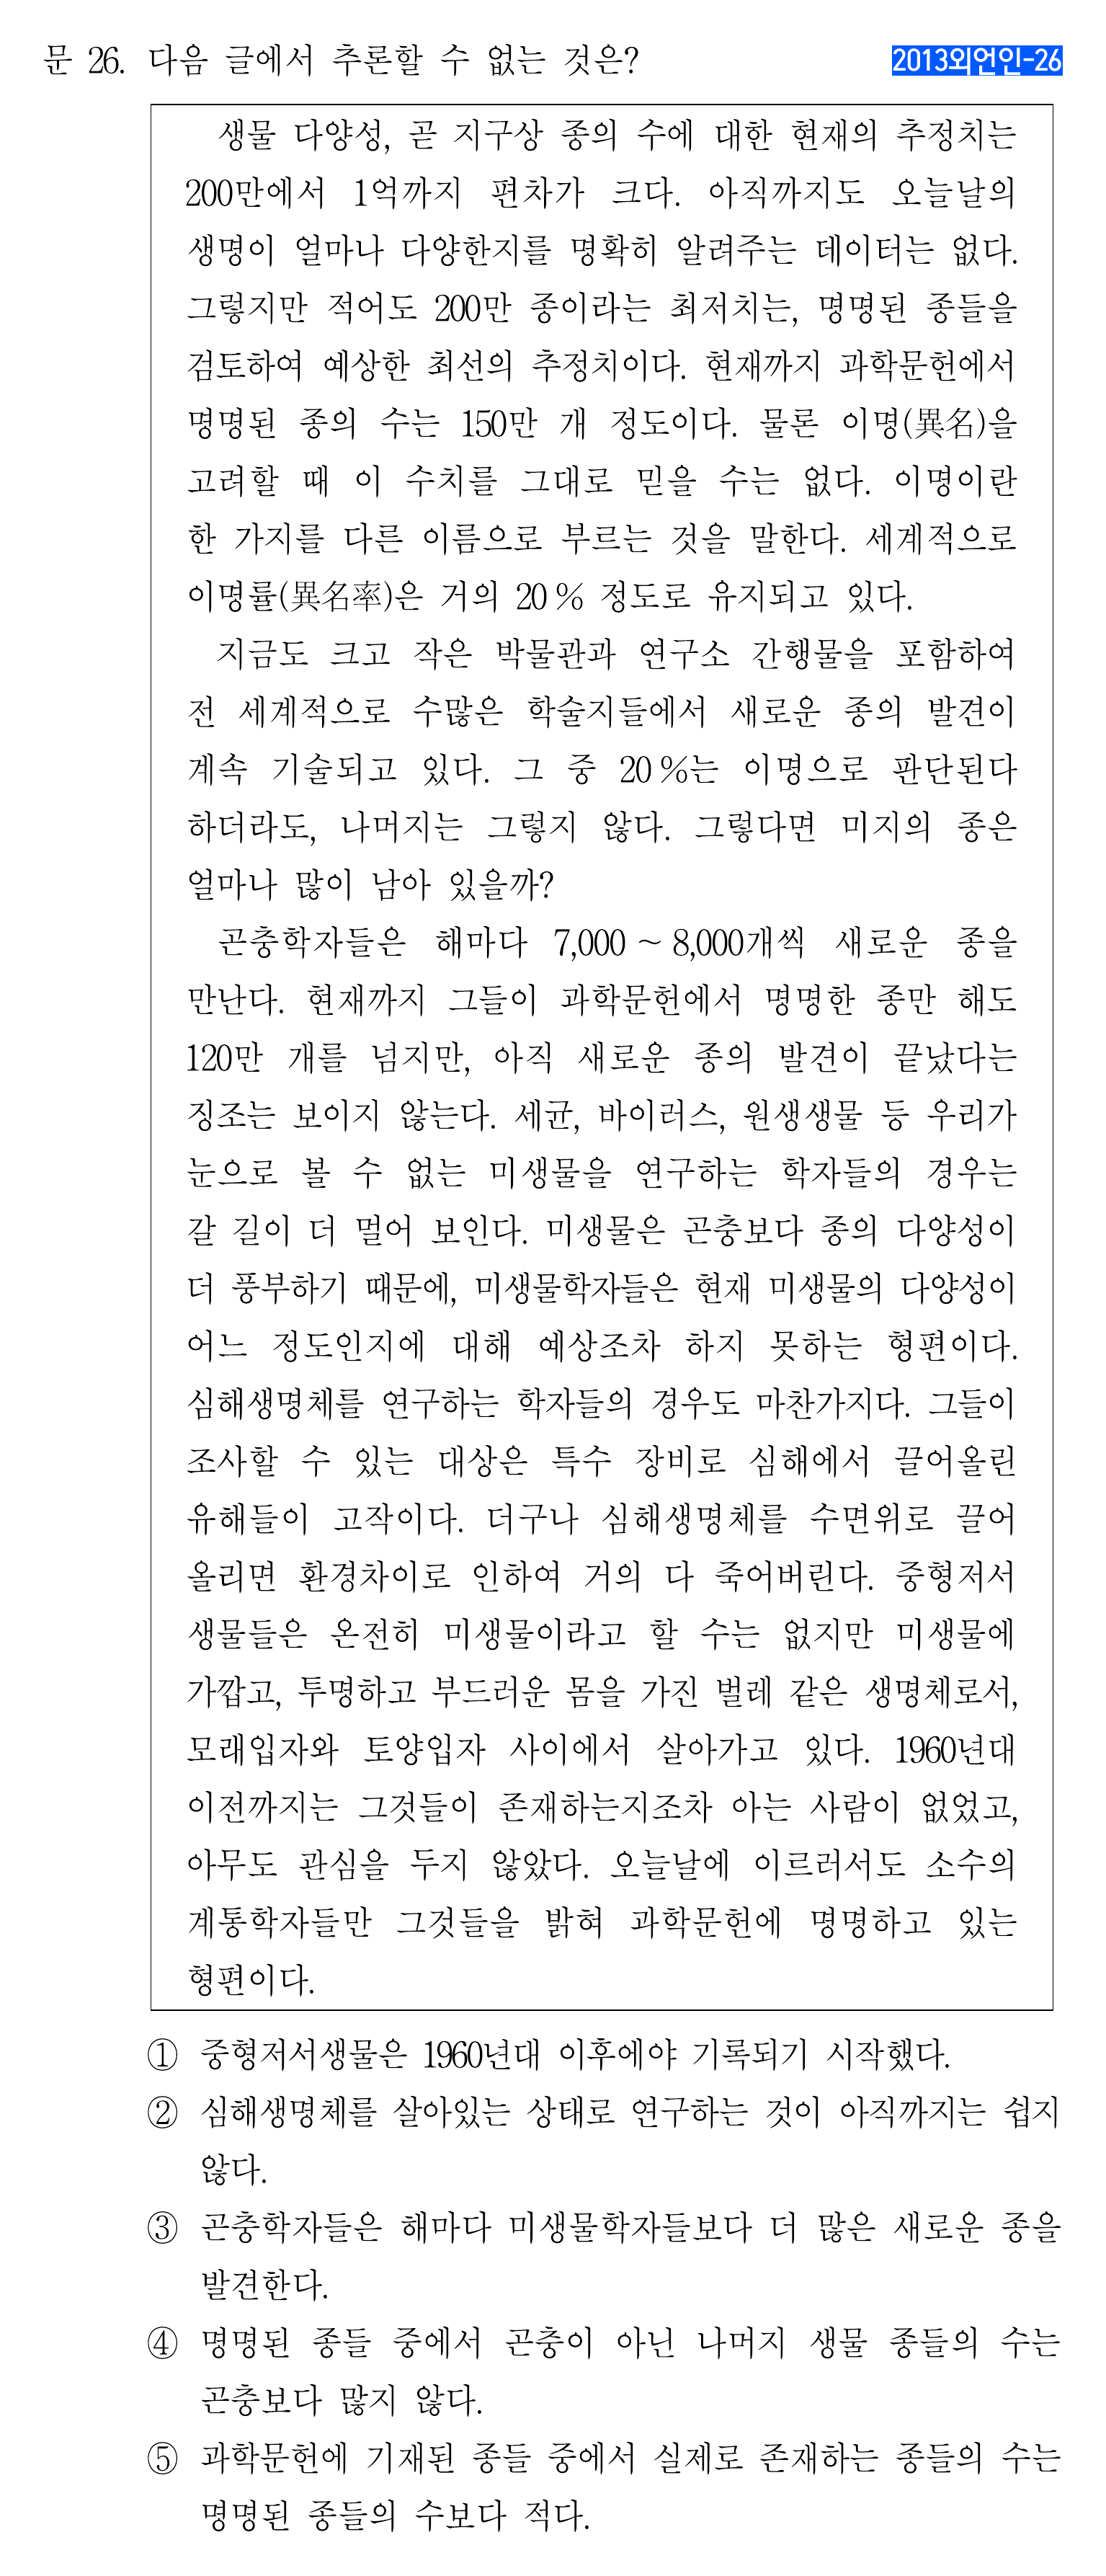 문 26. 다음 글에서 추론할 수 없는 것은?
2013외언인-26
생물 다양성, 곧 지구상 종의 수에 대한 현재의 추정치는
200만에서 1억까지 편차가 크다. 아직까지도 오늘날의
생명이 얼마나 다양한지를 명확히 알려주는 데이터는 없다.
그렇지만 적어도 200만 종이라는 최저치는, 명명된 종들을
검토하여 예상한 최선의 추정치이다. 현재까지 과학문헌에서
명명된 종의 수는 150만 개 정도이다. 물론 이명(異名)을
고려할 때 이 수치를 그대로 믿을 수는 없다. 이명이란
한 가지를 다른 이름으로 부르는 것을 말한다. 세계적으로
이명률(異名率)은 거의 20 % 정도로 유지되고 있다.
지금도 크고 작은 박물관과 연구소 간행물을 포함하여
전 세계적으로 수많은 학술지들에서 새로운 종의 발견이
계속 기술되고 있다. 그 중 20 %는 이명으로 판단된다
하더라도, 나머지는 그렇지 않다. 그렇다면 미지의 종은
얼마나 많이 남아 있을까?
곤충학자들은 해마다 7,000 ~ 8,000개씩 새로운 종을
만난다. 현재까지 그들이 과학문헌에서 명명한 종만 해도
120만 개를 넘지만, 아직 새로운 종의 발견이 끝났다는
징조는 보이지 않는다. 세균, 바이러스, 원생생물 등 우리가
눈으로 볼 수 없는 미생물을 연구하는 학자들의 경우는
갈 길이 더 멀어 보인다. 미생물은 곤충보다 종의 다양성이
더 풍부하기 때문에, 미생물학자들은 현재 미생물의 다양성이
어느 정도인지에 대해 예상조차 하지 못하는 형편이다.
심해생명체를 연구하는 학자들의 경우도 마찬가지다. 그들이
조사할 수 있는 대상은 특수 장비로 심해에서 끌어올린
유해들이 고작이다. 더구나 심해생명체를 수면위로 끌어
올리면 환경차이로 인하여 거의 다 죽어버린다. 중형저서
생물들은 온전히 미생물이라고 할 수는 없지만 미생물에
가깝고, 투명하고 부드러운 몸을 가진 벌레 같은 생명체로서,
모래입자와 토양입자 사이에서 살아가고 있다. 1960년대
이전까지는 그것들이 존재하는지조차 아는 사람이 없었고,
아무도 관심을 두지 않았다. 오늘날에 이르러서도 소수의
계통학자들만 그것들을 밝혀 과학문헌에 명명하고 있는
형편이다.
① 중형저서생물은 1960년대 이후에야 기록되기 시작했다.
② 심해생명체를 살아있는 상태로 연구하는 것이 아직까지는 쉽지
않다.
③ 곤충학자들은 해마다 미생물학자들보다 더 많은 새로운 종을
발견한다.
④ 명명된 종들 중에서 곤충이 아닌 나머지 생물 종들의 수는
곤충보다 많지 않다.
⑤ 과학문헌에 기재된 종들 중에서 실제로 존재하는 종들의 수는
명명된 종들의 수보다 적다.